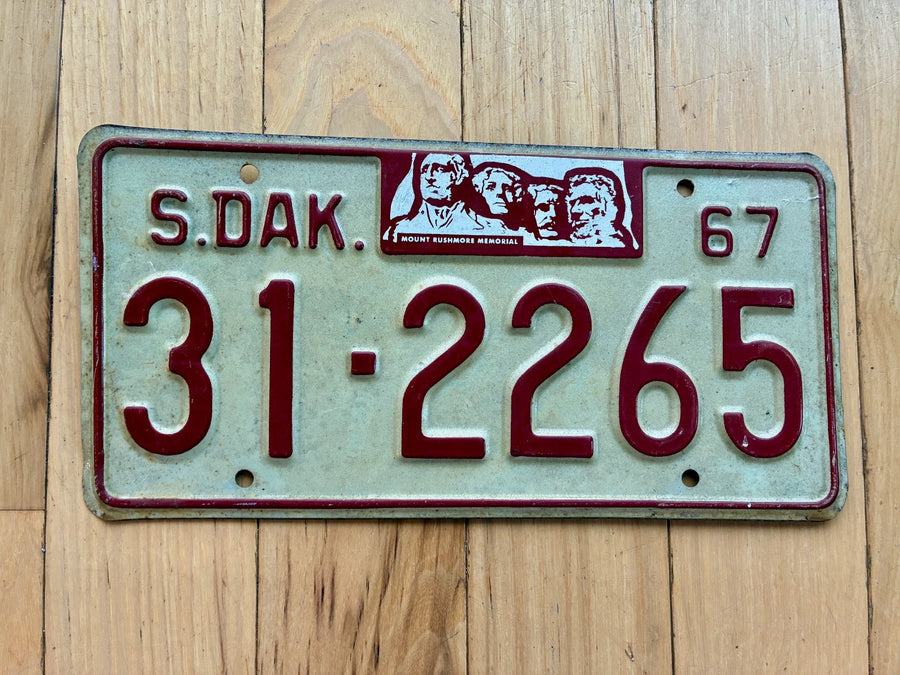 S.DAK.
MOUNT RUSHMORE MEMORIAL
67
31-2265